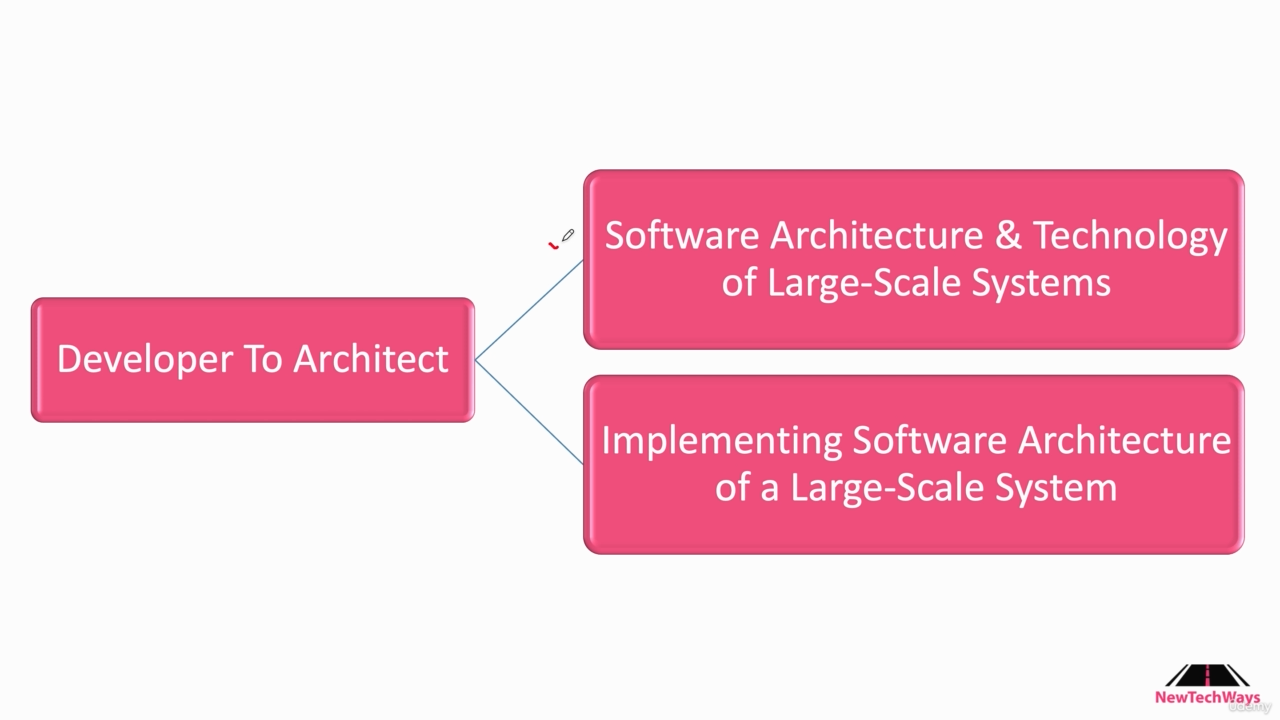 Software Architecture & Technology
of Large-Scale Systems
Developer To Architect
Implementing Software Architecture
of a Large-Scale System
NewTechWays
udemy